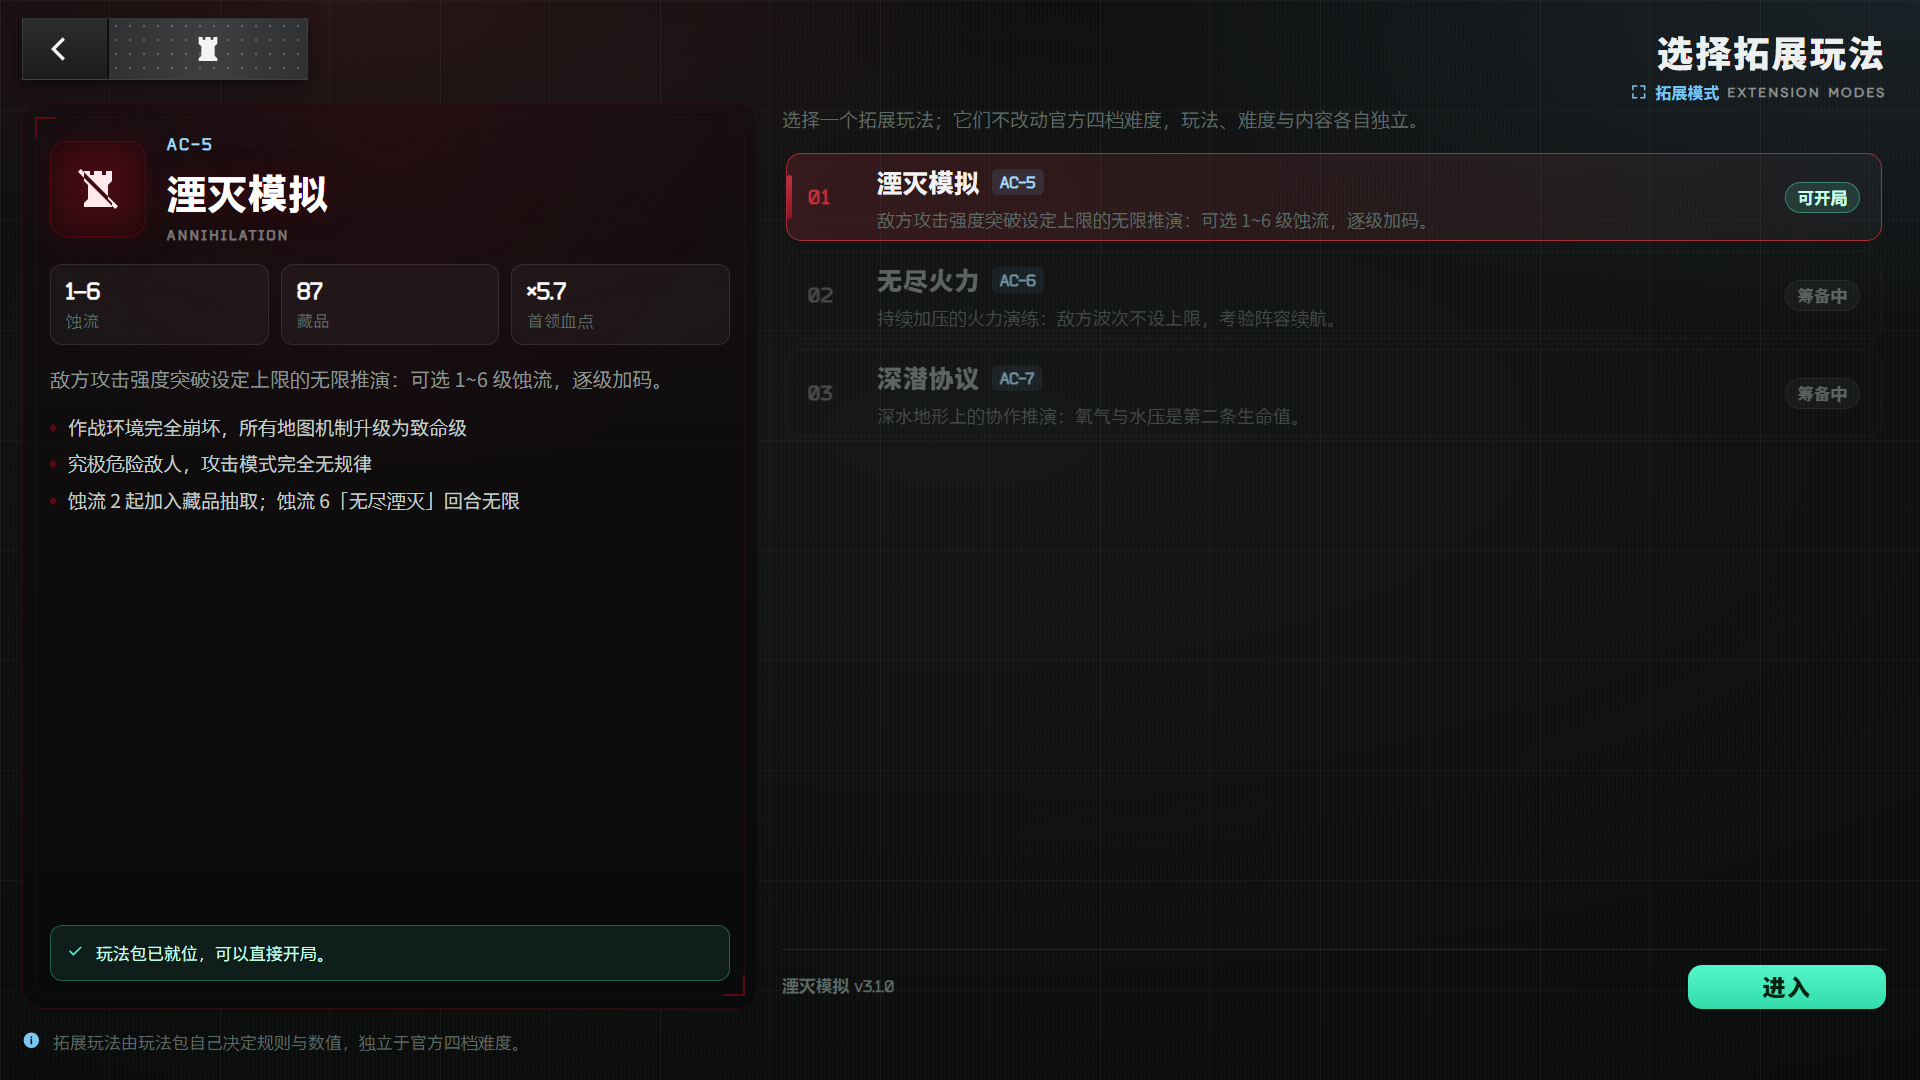 选择拓展玩法
拓展模式 EXTENSION MODES
AC-5
湮灭模拟
ANNIHILATION
1–6
蚀流
87
藏品
×5.7
首领血点
敌方攻击强度突破设定上限的无限推演：可选 1~6 级蚀流，逐级加码。
作战环境完全崩坏，所有地图机制升级为致命级
究极危险敌人，攻击模式完全无规律
蚀流 2 起加入藏品抽取；蚀流 6「无尽湮灭」回合无限
玩法包已就位，可以直接开局。
选择一个拓展玩法；它们不改动官方四档难度，玩法、难度与内容各自独立。
01
湮灭模拟 AC-5
敌方攻击强度突破设定上限的无限推演：可选 1~6 级蚀流，逐级加码。
可开局
02
无尽火力 AC-6
持续加压的火力演练：敌方波次不设上限，考验阵容续航。
筹备中
03
深潜协议 AC-7
深水地形上的协作推演：氧气与水压是第二条生命值。
筹备中
湮灭模拟 v3.1.0
进入
拓展玩法由玩法包自己决定规则与数值，独立于官方四档难度。